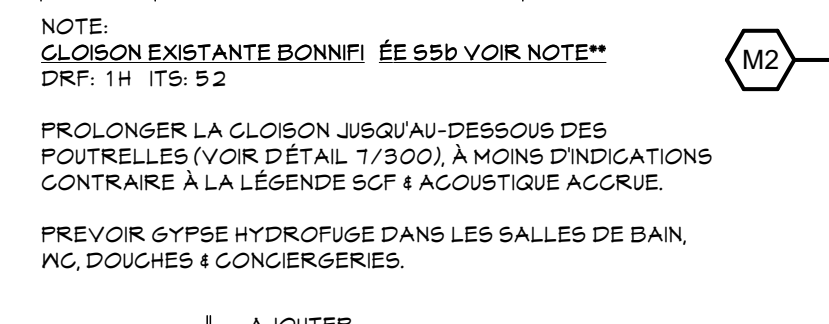 NOTE:
CLOISON EXISTANTE BONNIFI ÉE S5b VOIR NOTE**
DRF: 1H ITS: 52
M2
PROLONGER LA CLOISON JUSQU'AU-DESSOUS DES
POUTRELLES (VOIR DÉTAIL 7/300), À MOINS D'INDICATIONS
CONTRAIRE À LA LÉGENDE SCF & ACOUSTIQUE ACCRUE.
PREVOIR GYPSE HYDROFUGE DANS LES SALLES DE BAIN,
WC, DOUCHES & CONCIERGERIES.
AJOUTER